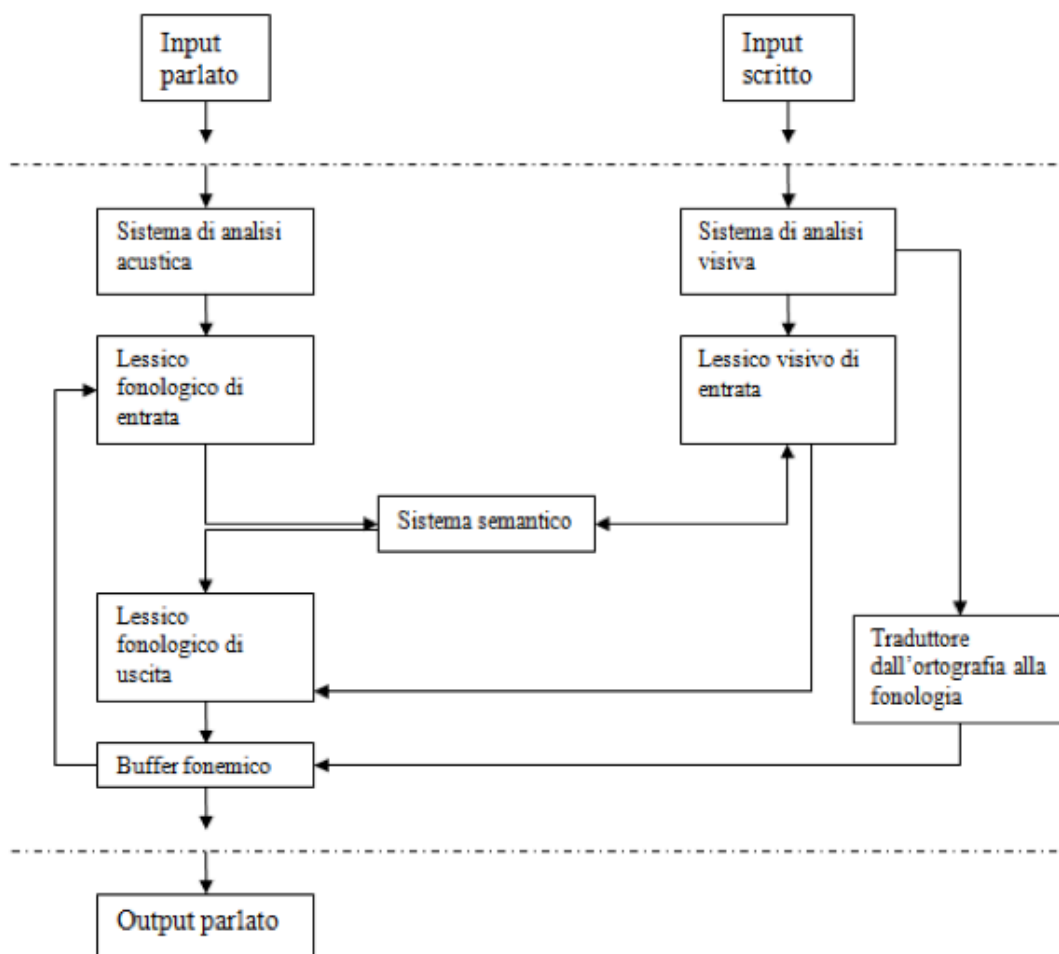 Input
parlato
Input
scritto
Sistema di analisi
acustica
Sistema di analisi
visiva
Lessico
fonologico di
entrata
Lessico visivo di
entrata
Sistema semantico
Lessico
fonologico di
uscita
Traduttore
dall’ortografia alla
fonologia
Buffer fonemico
Output parlato